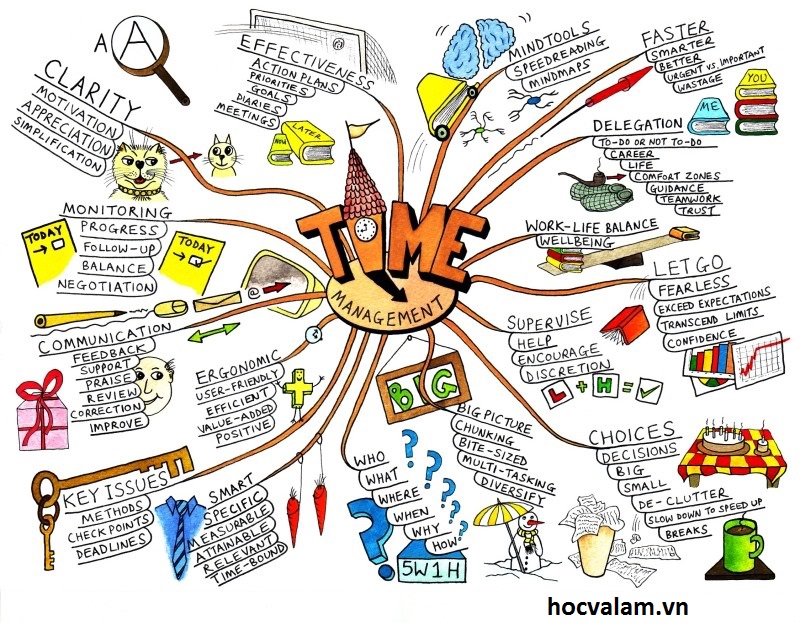 TIME
MANAGEMENT
A A
CLARITY
MOTIVATION
APPRECIATION
SIMPLIFICATION
EFFECTIVENESS
ACTION PLANS
PRIORITIES
GOALS
DIARIES
MEETINGS
NOW
LATER
MINDTOOLS
SPEEDREADING
MINDMAPS
FASTER
SMARTER
BETTER
URGENT VS. IMPORTANT
WASTAGE
YOU
ME
DELEGATION
TO-DO OR NOT TO-DO
CAREER
LIFE
COMFORT ZONES
GUIDANCE
TEAMWORK
TRUST
MONITORING
PROGRESS
FOLLOW-UP
BALANCE
NEGOTIATION
TODAY
TODAY
WORK-LIFE BALANCE
WELLBEING
LET GO
FEARLESS
EXCEED EXPECTATIONS
TRANSCEND LIMITS
CONFIDENCE
@
COMMUNICATION
FEEDBACK
SUPPORT
PRAISE
REVIEW
CORRECTION
IMPROVE
ERGONOMIC
USER-FRIENDLY
EFFICIENT
VALUE-ADDED
POSITIVE
SUPERVISE
HELP
ENCOURAGE
DISCRETION
L + H = ✓
BIG
BIG PICTURE
CHUNKING
BITE-SIZED
MULTI-TASKING
DIVERSIFY
CHOICES
DECISIONS
BIG
SMALL
DE-CLUTTER
SLOW DOWN TO SPEED UP
BREAKS
KEY ISSUES
METHODS
CHECK POINTS
DEADLINES
SMART
SPECIFIC
MEASURABLE
ATTAINABLE
RELEVANT
TIME-BOUND
WHO
WHAT
WHERE
WHEN
WHY
HOW
? ? ? ? ? ? ?
5W1H
hocvalam.vn